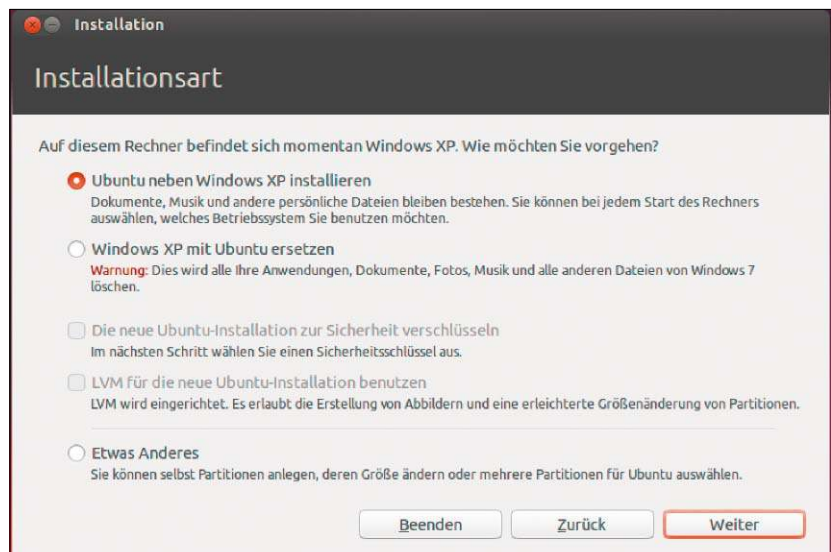 Installation
Installationsart
Auf diesem Rechner befindet sich momentan Windows XP. Wie möchten Sie vorgehen?
Ubuntu neben Windows XP installieren
Dokumente, Musik und andere persönliche Dateien bleiben bestehen. Sie können bei jedem Start des Rechners
auswählen, welches Betriebssystem Sie benutzen möchten.
Windows XP mit Ubuntu ersetzen
Warnung: Dies wird alle Ihre Anwendungen, Dokumente, Fotos, Musik und alle anderen Dateien von Windows 7
löschen.
Die neue Ubuntu-Installation zur Sicherheit verschlüsseln
Im nächsten Schritt wählen Sie einen Sicherheitsschlüssel aus.
LVM für die neue Ubuntu-Installation benutzen
LVM wird eingerichtet. Es erlaubt die Erstellung von Abbildern und eine erleichterte Größenänderung von Partitionen.
Etwas Anderes
Sie können selbst Partitionen anlegen, deren Größe ändern oder mehrere Partitionen für Ubuntu auswählen.
Beenden Zurück Weiter